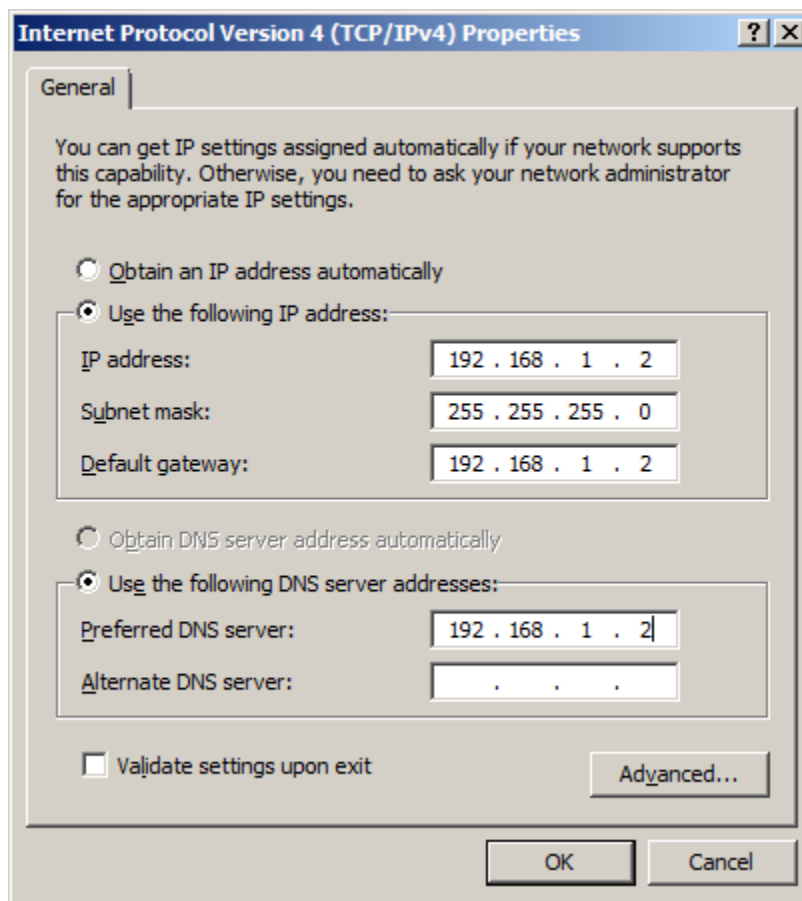 Internet Protocol Version 4 (TCP/IPv4) Properties
General
You can get IP settings assigned automatically if your network supports
this capability. Otherwise, you need to ask your network administrator
for the appropriate IP settings.
Obtain an IP address automatically
Use the following IP address:
IP address: 192 . 168 . 1 . 2
Subnet mask: 255 . 255 . 255 . 0
Default gateway: 192 . 168 . 1 . 2
Obtain DNS server address automatically
Use the following DNS server addresses:
Preferred DNS server: 192 . 168 . 1 . 2
Alternate DNS server: . . .
Validate settings upon exit
Advanced...
OK Cancel